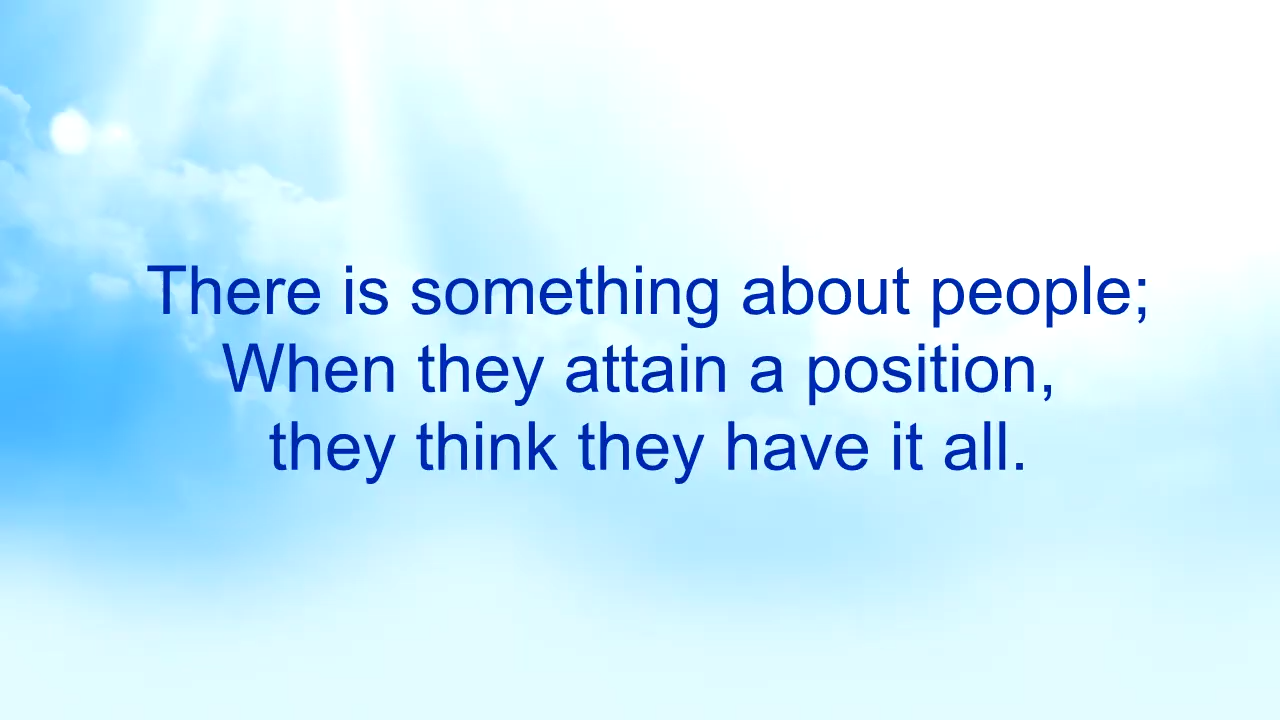 There is something about people;
When they attain a position,
they think they have it all.